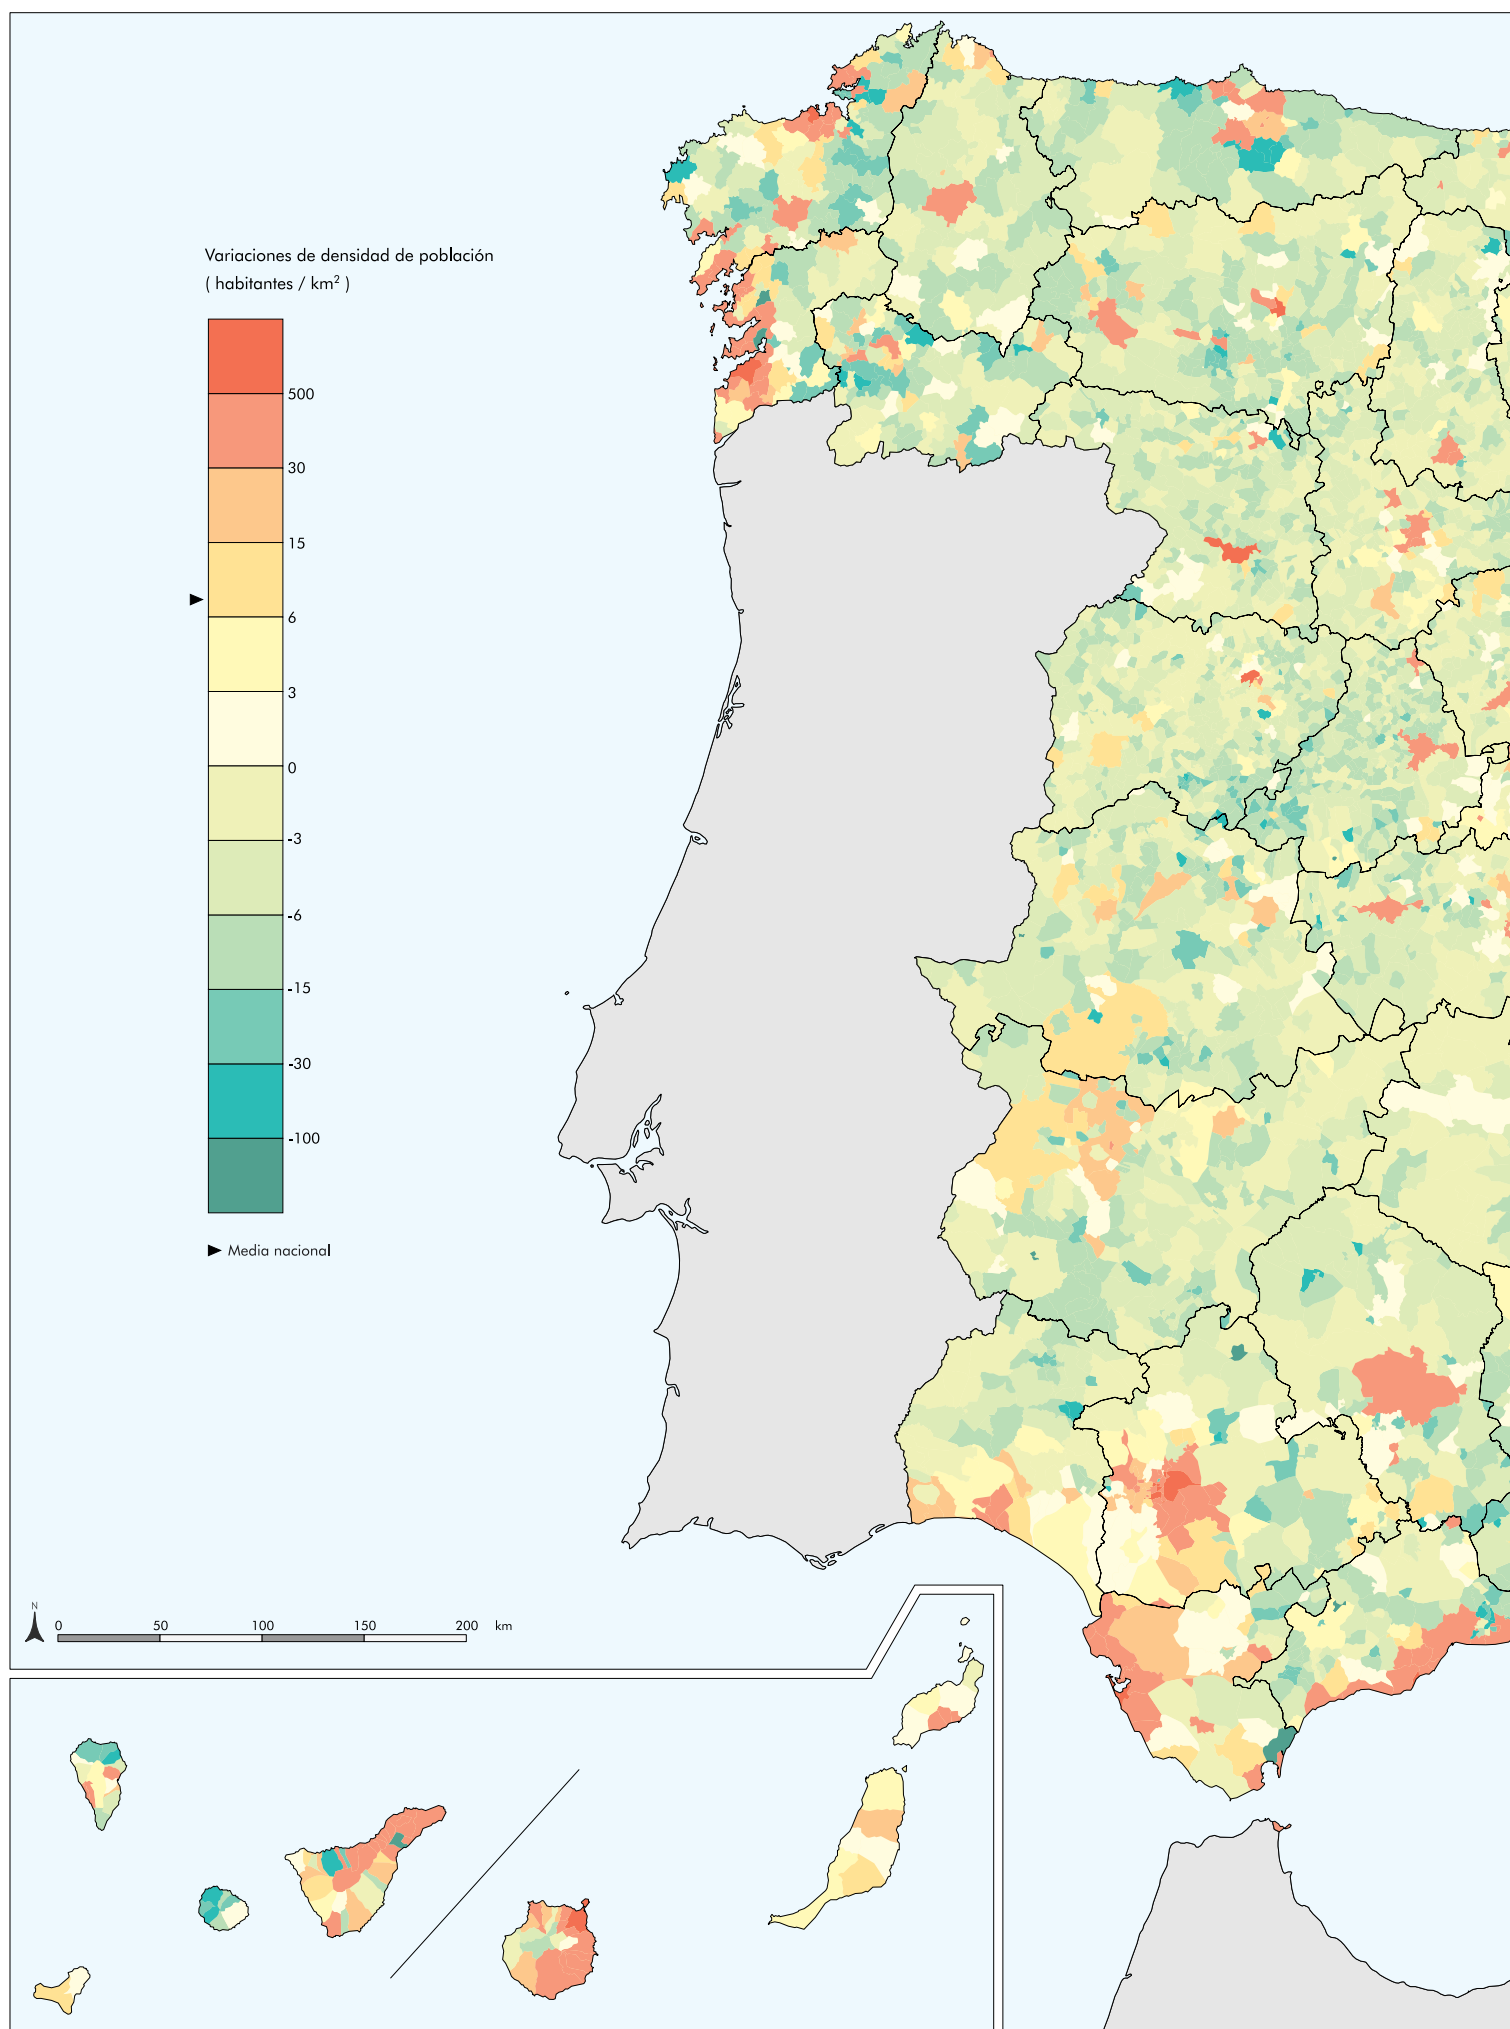 Variaciones de densidad de población
( habitantes / km² )
500
30
15
6
3
0
-3
-6
-15
-30
-100
► Media nacional
N
0 50 100 150 200 km